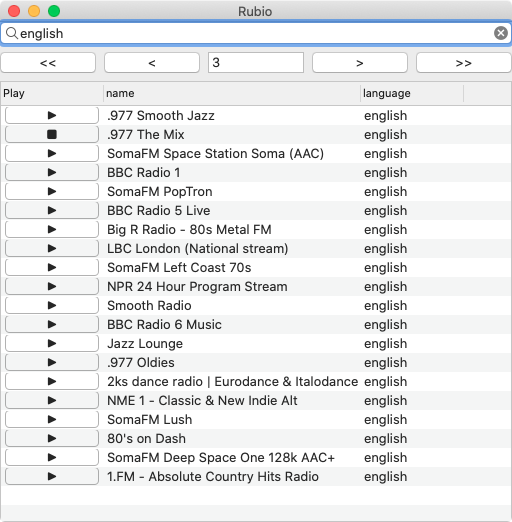 Rubio
english
<< < 3 > >>
Play name language
.977 Smooth Jazz english
.977 The Mix english
SomaFM Space Station Soma (AAC) english
BBC Radio 1 english
SomaFM PopTron english
BBC Radio 5 Live english
Big R Radio - 80s Metal FM english
LBC London (National stream) english
SomaFM Left Coast 70s english
NPR 24 Hour Program Stream english
Smooth Radio english
BBC Radio 6 Music english
Jazz Lounge english
.977 Oldies english
2ks dance radio | Eurodance & Italodance english
NME 1 - Classic & New Indie Alt english
SomaFM Lush english
80's on Dash english
SomaFM Deep Space One 128k AAC+ english
1.FM - Absolute Country Hits Radio english